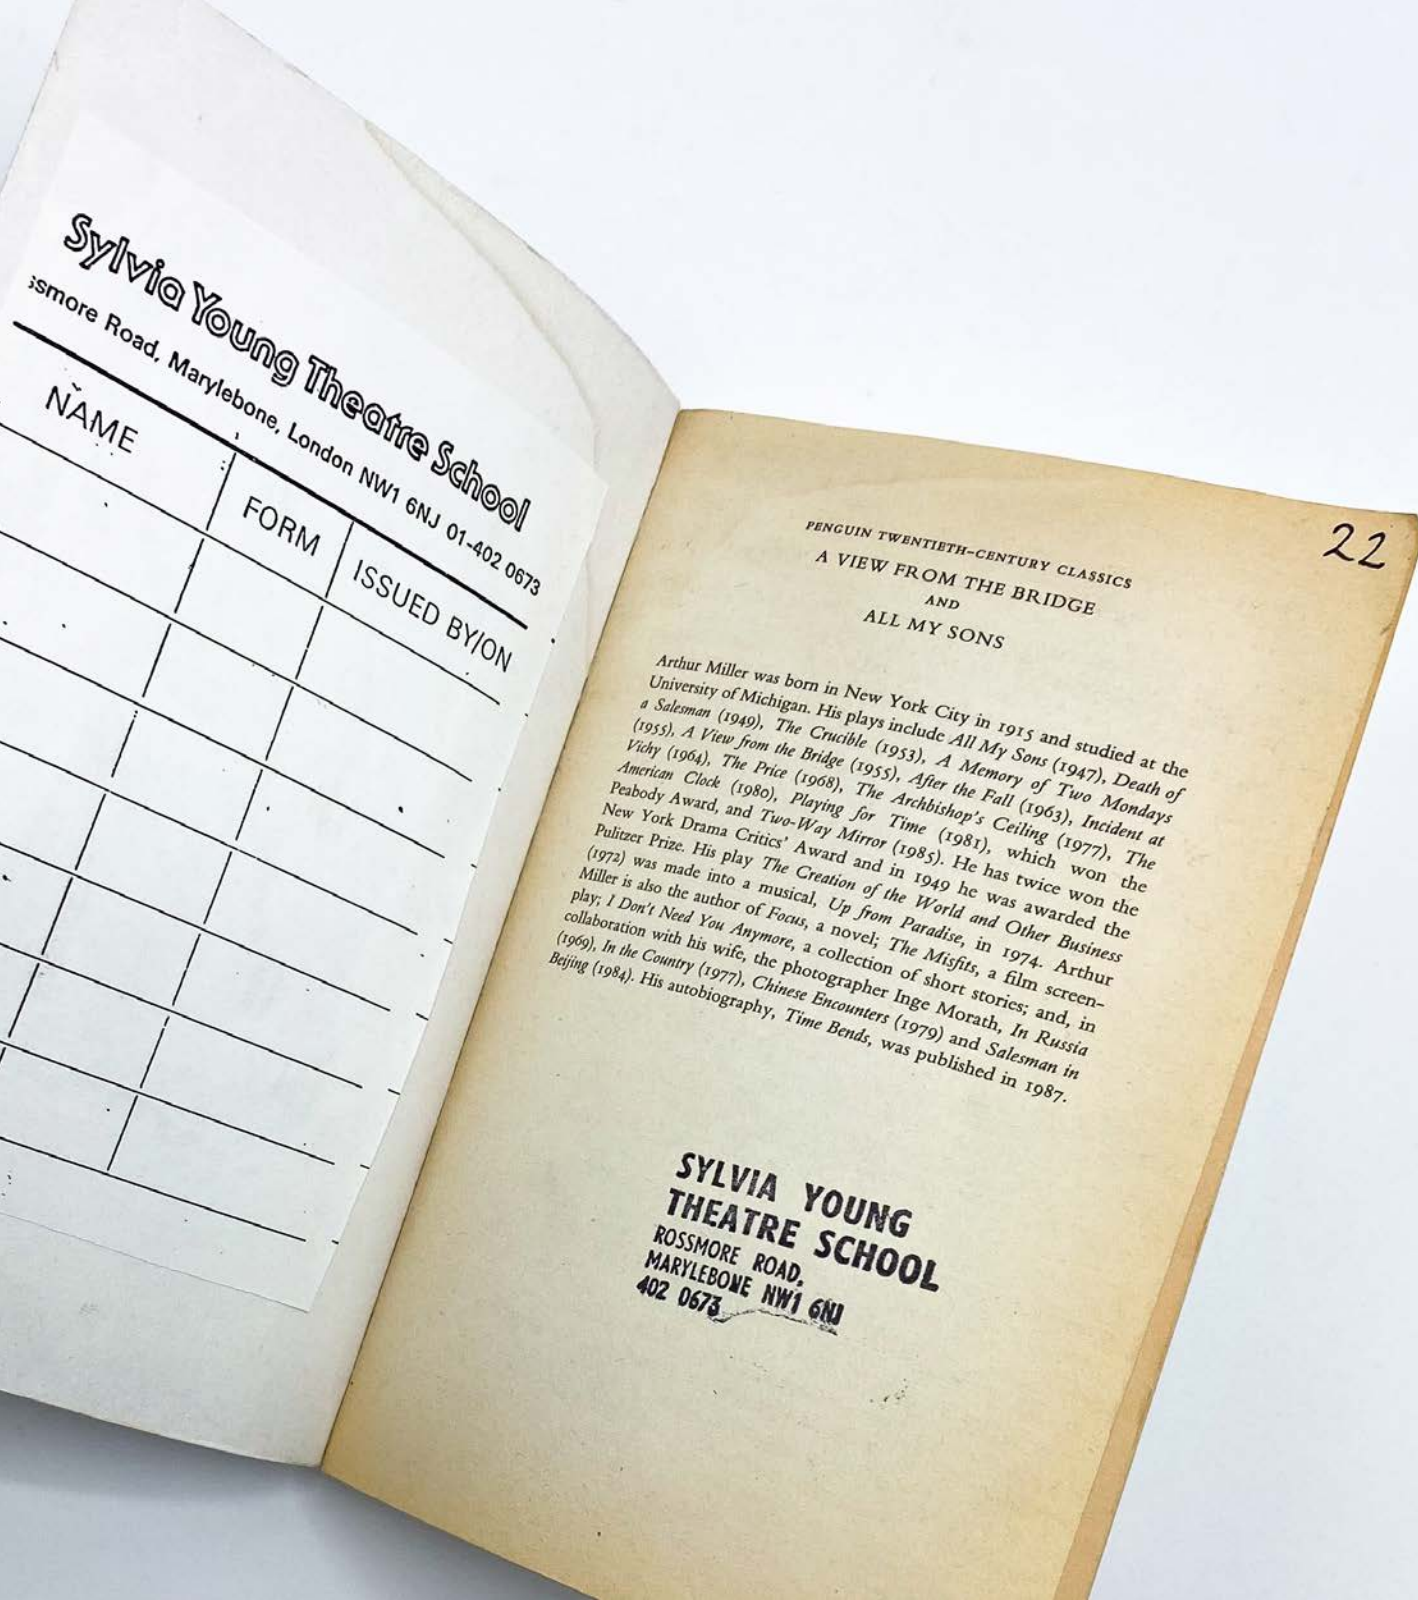 Sylvia Young Theatre School
ssmore Road, Marylebone, London NW1 6NJ 01-402 0673
NAME
FORM
ISSUED BY/ON
22
PENGUIN TWENTIETH-CENTURY CLASSICS
A VIEW FROM THE BRIDGE
AND
ALL MY SONS
Arthur Miller was born in New York City in 1915 and studied at the
University of Michigan. His plays include All My Sons (1947), Death of
a Salesman (1949), The Crucible (1953), A Memory of Two Mondays
(1955), A View from the Bridge (1955), After the Fall (1963), Incident at
Vichy (1964), The Price (1968), The Archbishop's Ceiling (1977), The
American Clock (1980), Playing for Time (1981), which won the
Peabody Award, and Two-Way Mirror (1985). He has twice won the
New York Drama Critics' Award and in 1949 he was awarded the
Pulitzer Prize. His play The Creation of the World and Other Business
(1972) was made into a musical, Up from Paradise, in 1974. Arthur
Miller is also the author of Focus, a novel; The Misfits, a film screen-
play; I Don't Need You Anymore, a collection of short stories; and, in
collaboration with his wife, the photographer Inge Morath, In Russia
(1969), In the Country (1977), Chinese Encounters (1979) and Salesman in
Beijing (1984). His autobiography, Time Bends, was published in 1987.
SYLVIA YOUNG
THEATRE SCHOOL
ROSSMORE ROAD,
MARYLEBONE NW1 6NJ
402 0673